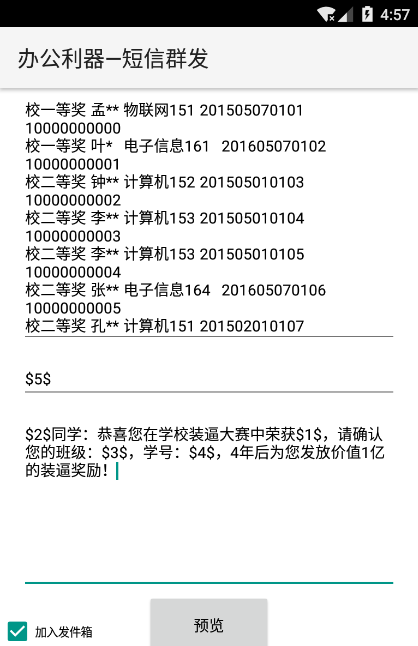 4:57
办公利器—短信群发
校一等奖 孟** 物联网151 201505070101
10000000000
校一等奖 叶* 电子信息161 201605070102
10000000001
校二等奖 钟** 计算机152 201505010103
10000000002
校二等奖 李** 计算机153 201505010104
10000000003
校二等奖 李** 计算机153 201505010105
10000000004
校二等奖 张** 电子信息164 201605070106
10000000005
校二等奖 孔** 计算机151 201502010107
$5$
$2$同学：恭喜您在学校装逼大赛中荣获$1$，请确认
您的班级：$3$，学号：$4$，4年后为您发放价值1亿
的装逼奖励！
加入发件箱
预览